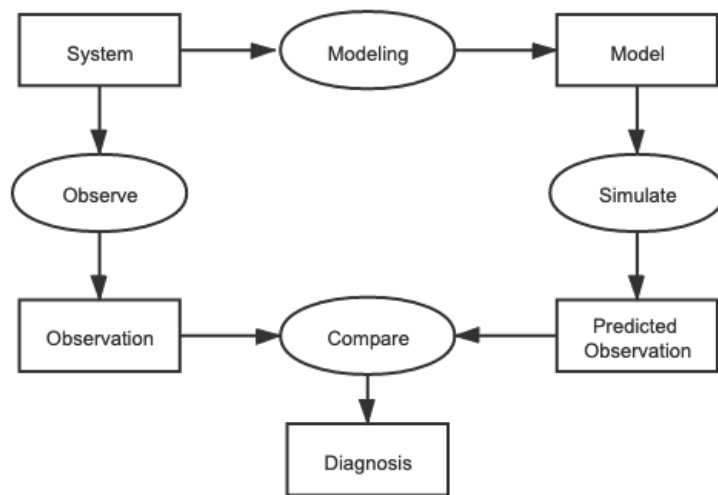 System
Modeling
Model
Observe
Simulate
Observation
Compare
Predicted
Observation
Diagnosis